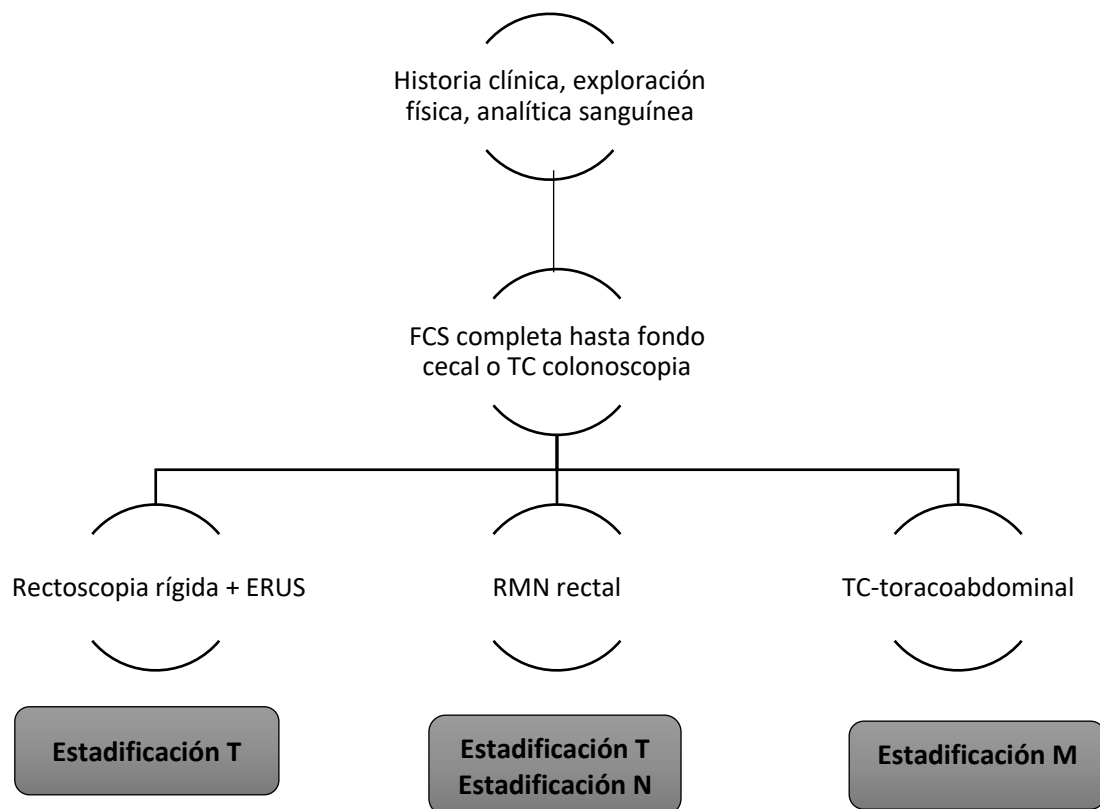 Historia clínica, exploración
física, analítica sanguínea
FCS completa hasta fondo
cecal o TC colonoscopia
Rectoscopia rígida + ERUS
RMN rectal
TC-toracoabdominal
Estadificación T
Estadificación T
Estadificación N
Estadificación M